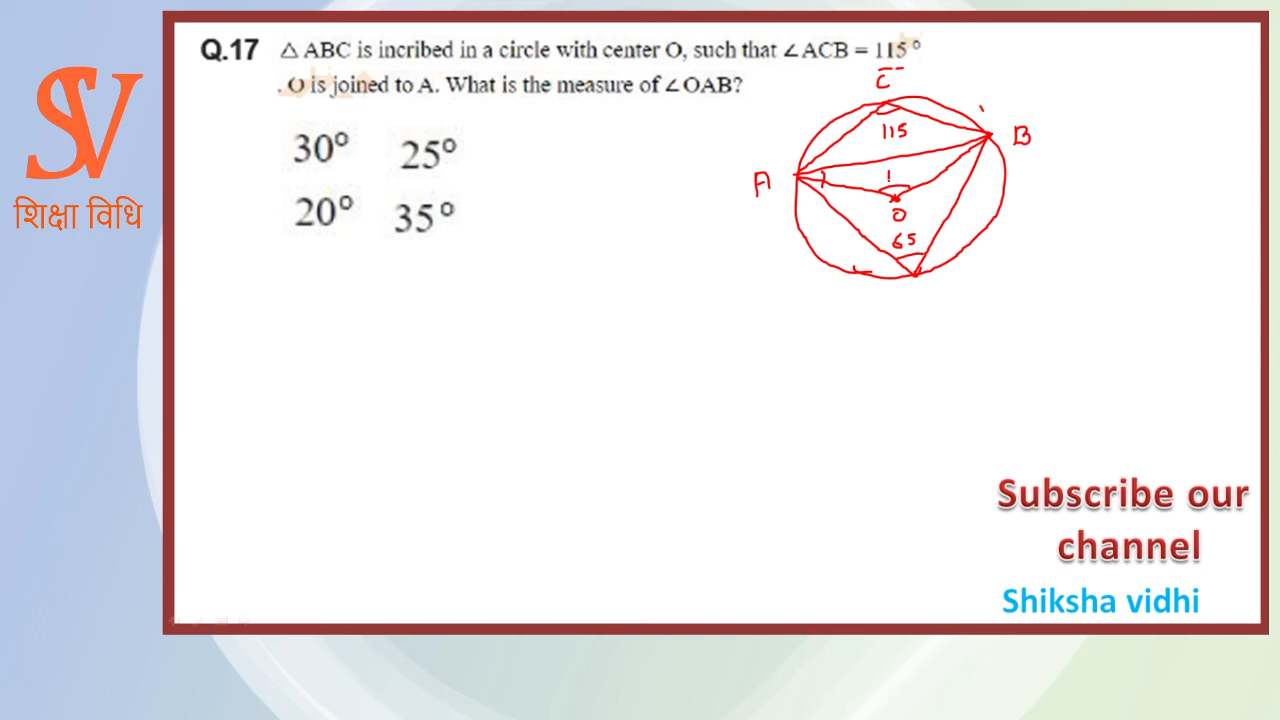 SV
शिक्षा विधि
Q.17 △ ABC is incribed in a circle with center O, such that ∠ACB = 115°
. O is joined to A. What is the measure of ∠OAB?
30° 25°
20° 35°
C
115
B
A
O
65
Subscribe our
channel
Shiksha vidhi